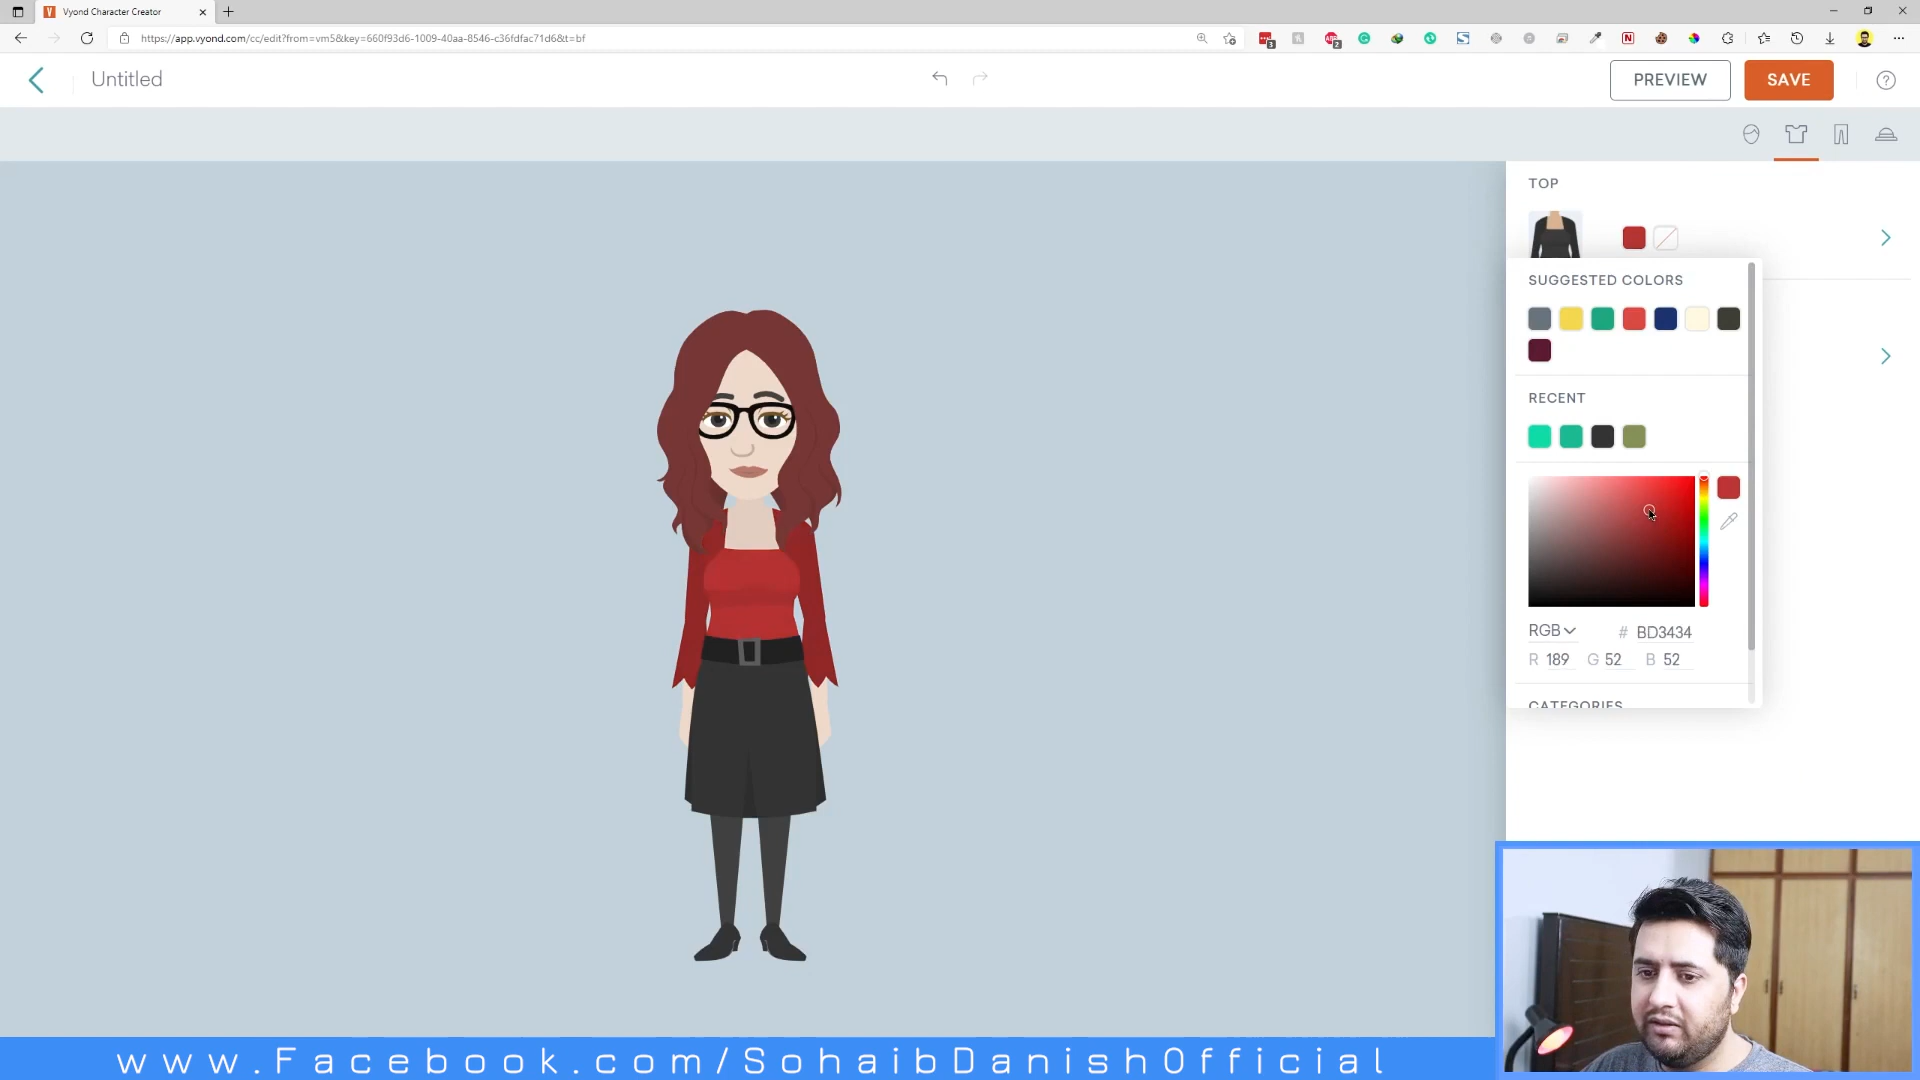 Vyond Character Creator
https://app.vyond.com/cc/edit?from=vm5&key=660f93d6-1009-40aa-8546-c36fdfac71d6&t=bf
Untitled
PREVIEW
SAVE
TOP
SUGGESTED COLORS
RECENT
RGB
# BD3434
R 189 G 52 B 52
CATEGORIES
www.Facebook.com/SohaibDanishOfficial